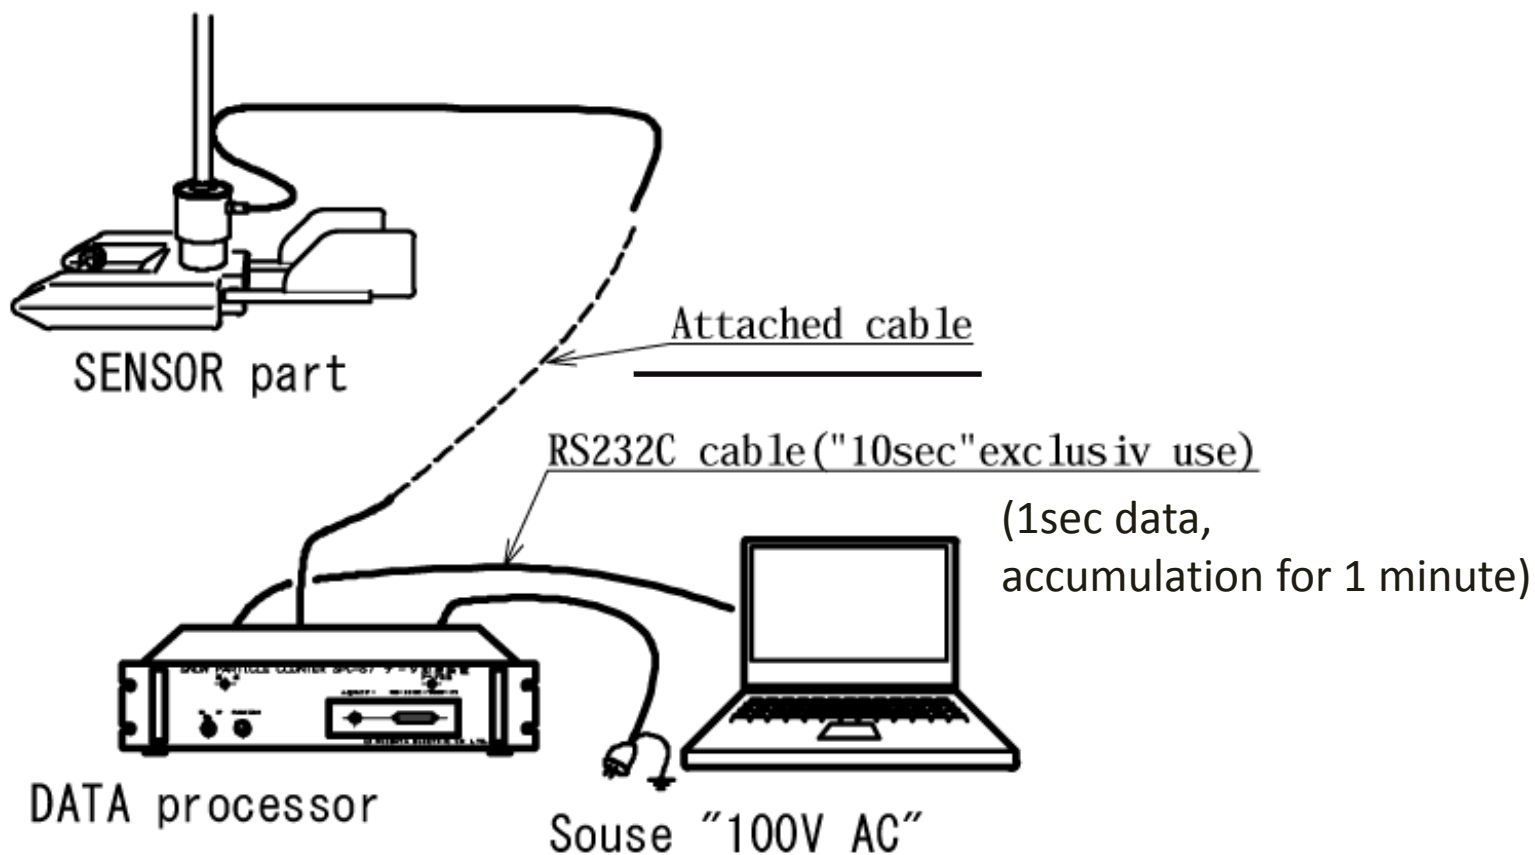 SENSOR part
Attached cable
RS232C cable("10sec"exclusiv use)
(1sec data,
accumulation for 1 minute)
DATA processor
Souse "100V AC"